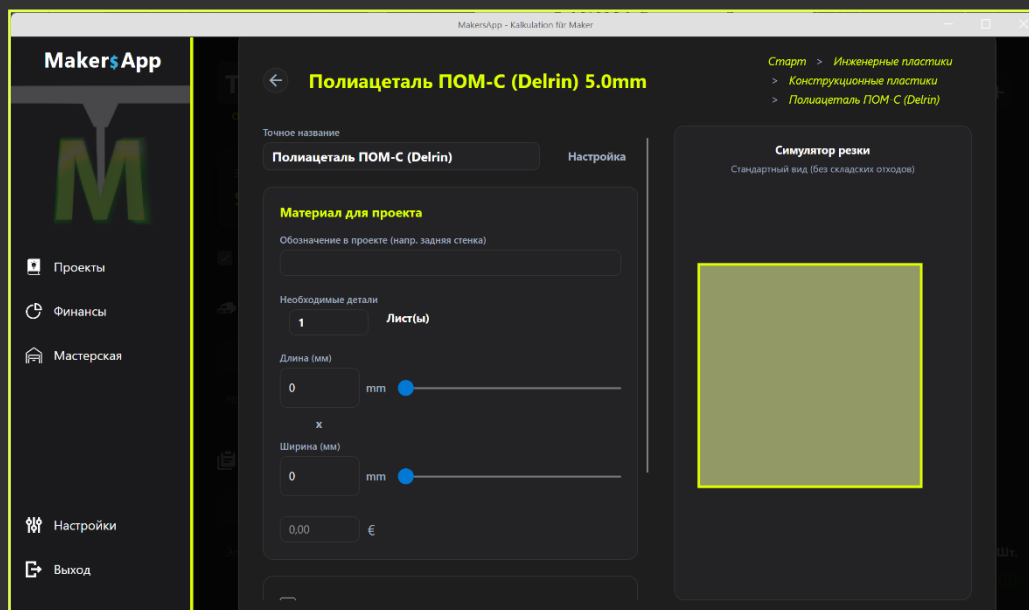 MakersApp - Kalkulation für Maker
Maker$App
M
Проекты
Финансы
Мастерская
Настройки
Выход
Полиацеталь ПОМ-С (Delrin) 5.0mm
Старт > Инженерные пластики
> Конструкционные пластики
> Полиацеталь ПОМ-С (Delrin)
Точное название
Полиацеталь ПОМ-С (Delrin)
Настройка
Материал для проекта
Обозначение в проекте (напр. задняя стенка)
Необходимые детали
1
Лист(ы)
Длина (мм)
0
mm
x
Ширина (мм)
0
mm
0,00
€
Симулятор резки
Стандартный вид (без складских отходов)
Шт.